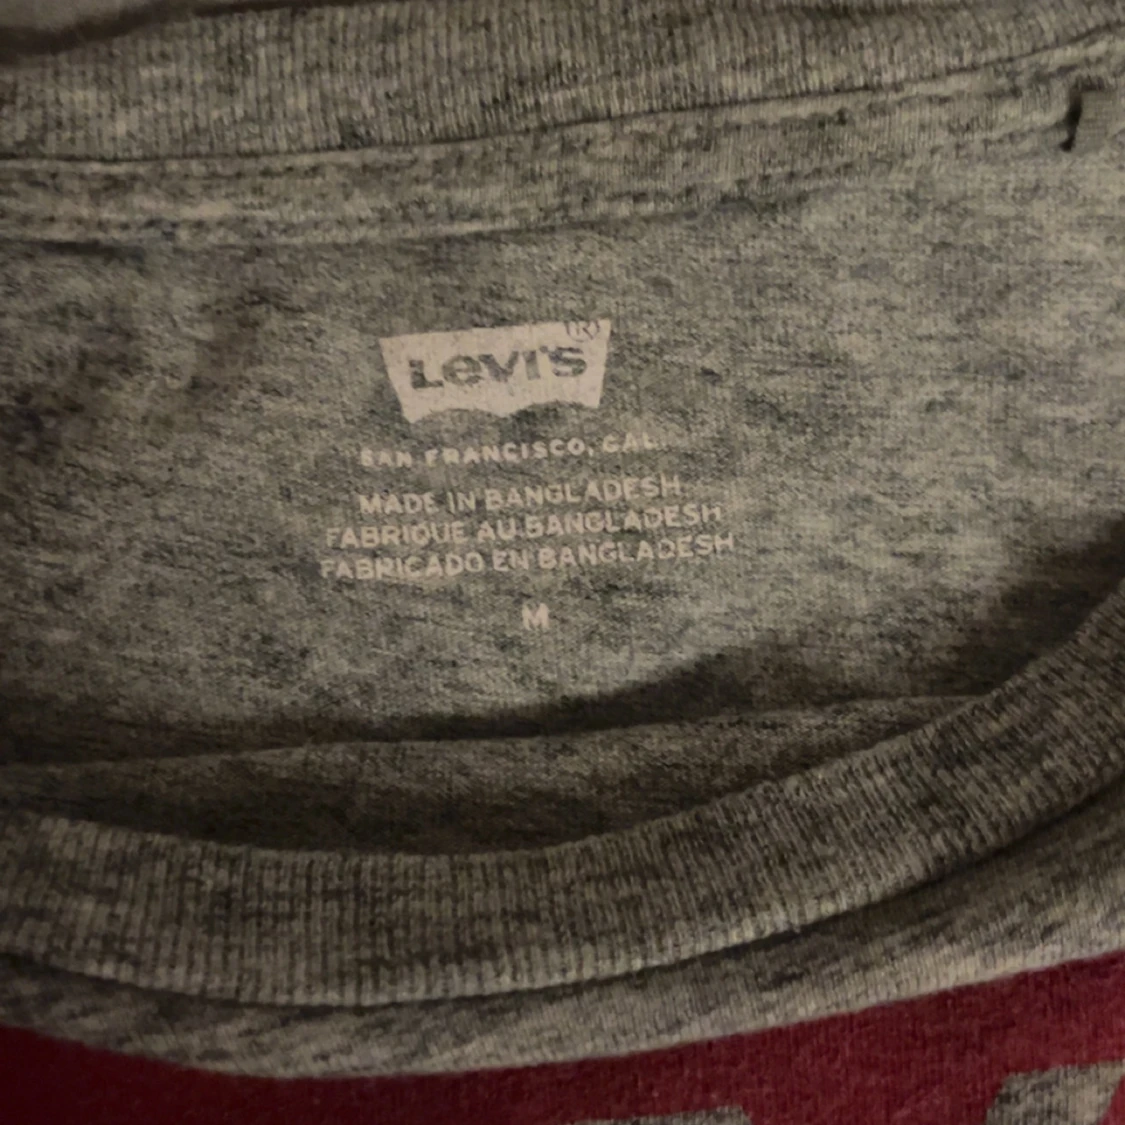 Levi's
(R)
SAN FRANCISCO, CAL.
MADE IN BANGLADESH
FABRIQUE AU BANGLADESH
FABRICADO EN BANGLADESH
M